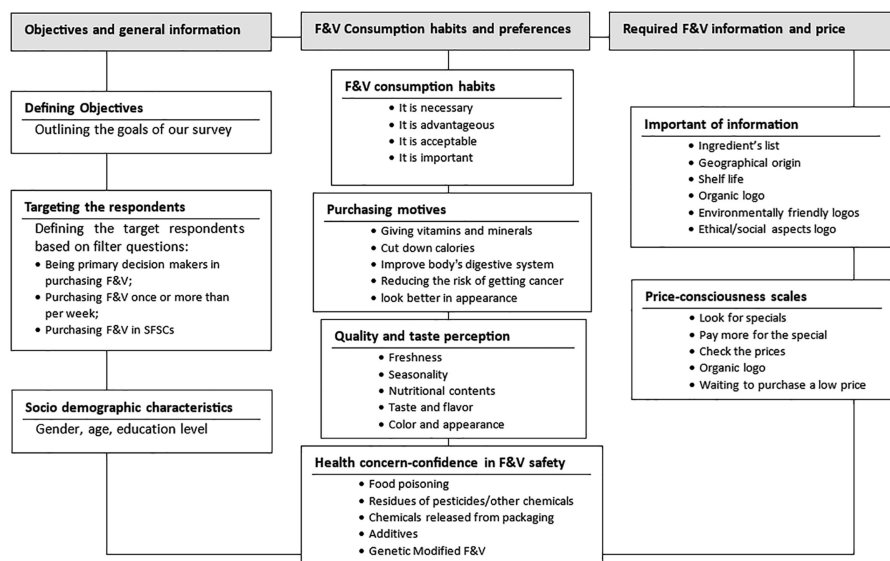 Objectives and general information
F&V Consumption habits and preferences
Required F&V information and price
Defining Objectives
Outlining the goals of our survey
Targeting the respondents
Defining the target respondents
based on filter questions:
• Being primary decision makers in
purchasing F&V;
• Purchasing F&V once or more than
per week;
• Purchasing F&V in SFSCs
Socio demographic characteristics
Gender, age, education level
F&V consumption habits
• It is necessary
• It is advantageous
• It is acceptable
• It is important
Purchasing motives
• Giving vitamins and minerals
• Cut down calories
• Improve body's digestive system
• Reducing the risk of getting cancer
• look better in appearance
Quality and taste perception
• Freshness
• Seasonality
• Nutritional contents
• Taste and flavor
• Color and appearance
Health concern-confidence in F&V safety
• Food poisoning
• Residues of pesticides/other chemicals
• Chemicals released from packaging
• Additives
• Genetic Modified F&V
Important of information
• Ingredient's list
• Geographical origin
• Shelf life
• Organic logo
• Environmentally friendly logos
• Ethical/social aspects logo
Price-consciousness scales
• Look for specials
• Pay more for the special
• Check the prices
• Organic logo
• Waiting to purchase a low price